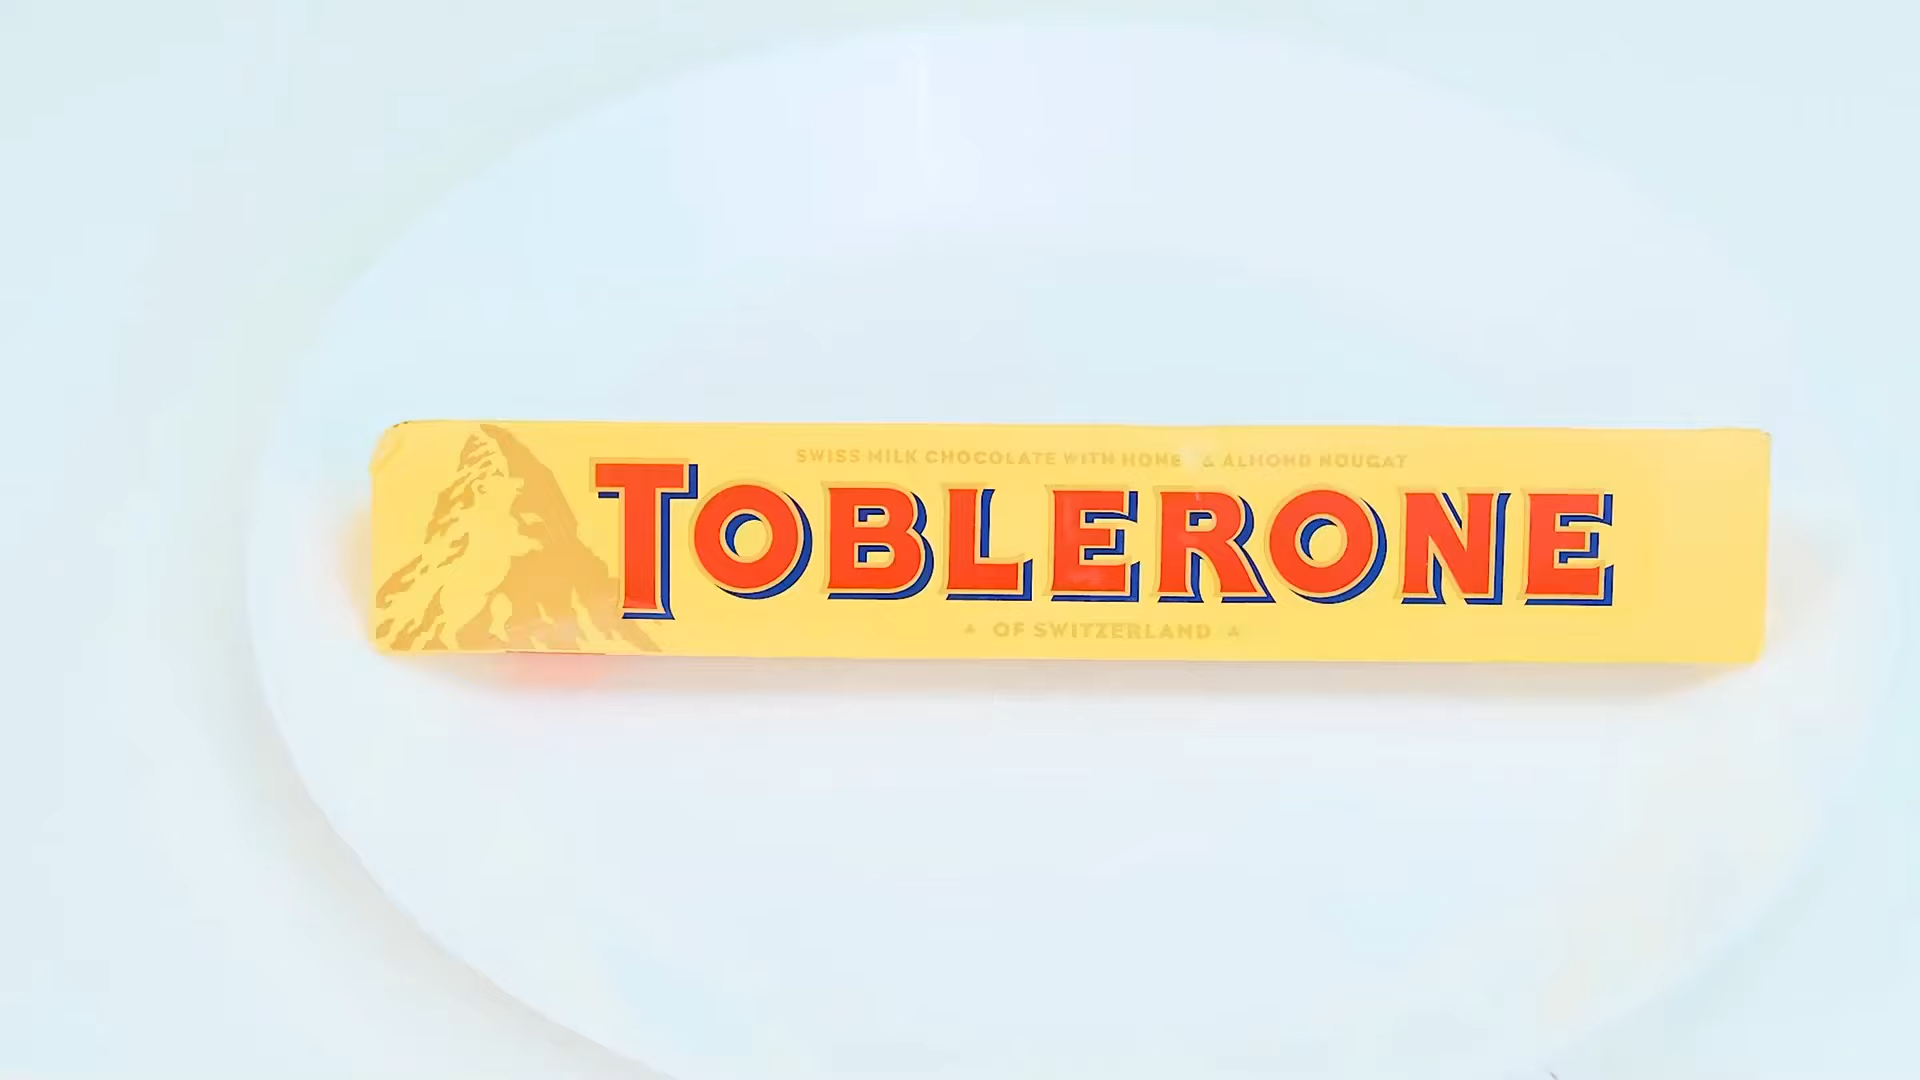 SWISS MILK CHOCOLATE WITH HONEY & ALMOND NOUGAT
TOBLERONE
OF SWITZERLAND